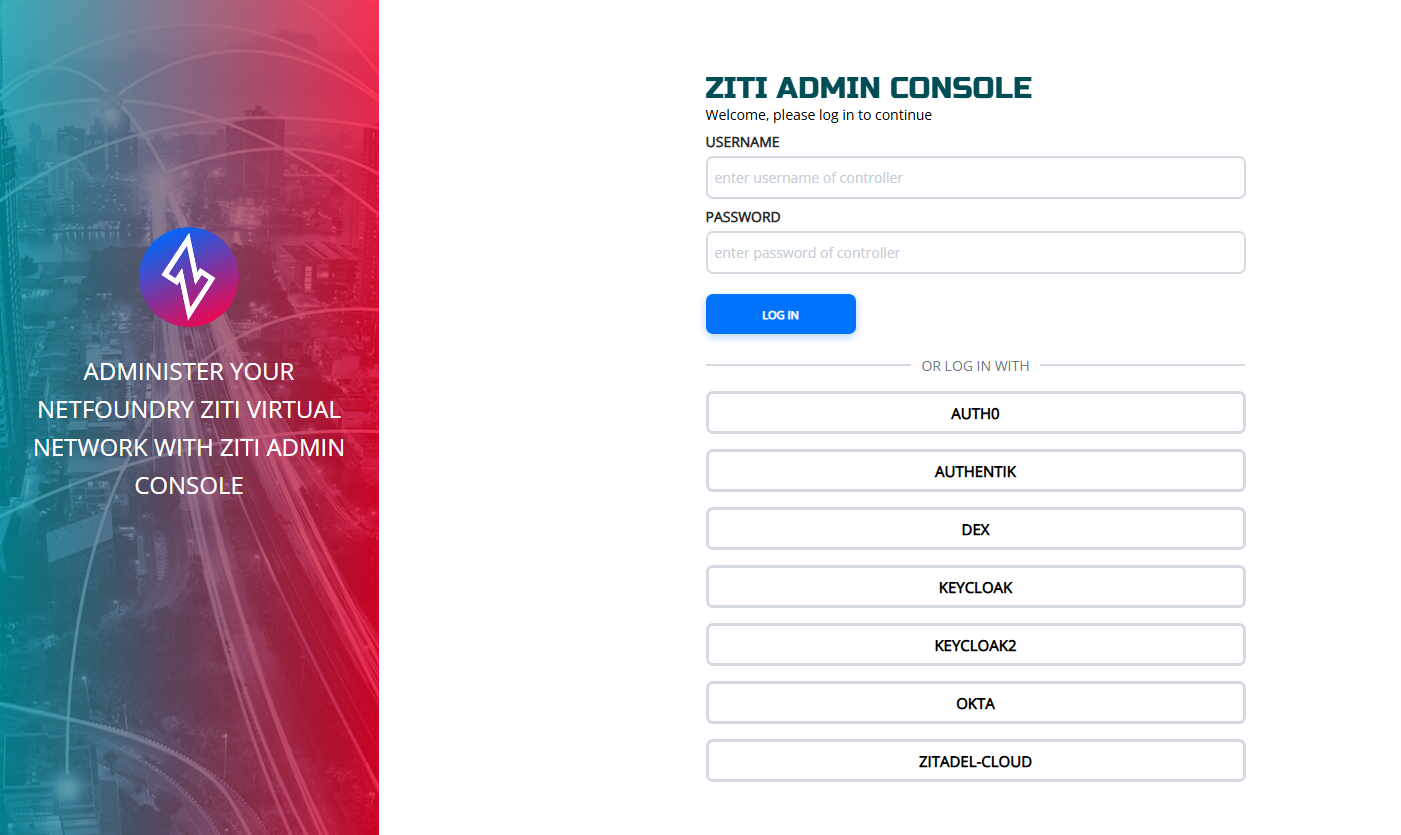 ADMINISTER YOUR
NETFOUNDRY ZITI VIRTUAL
NETWORK WITH ZITI ADMIN
CONSOLE
ZITI ADMIN CONSOLE
Welcome, please log in to continue
USERNAME
enter username of controller
PASSWORD
enter password of controller
LOG IN
OR LOG IN WITH
AUTH0
AUTHENTIK
DEX
KEYCLOAK
KEYCLOAK2
OKTA
ZITADEL-CLOUD